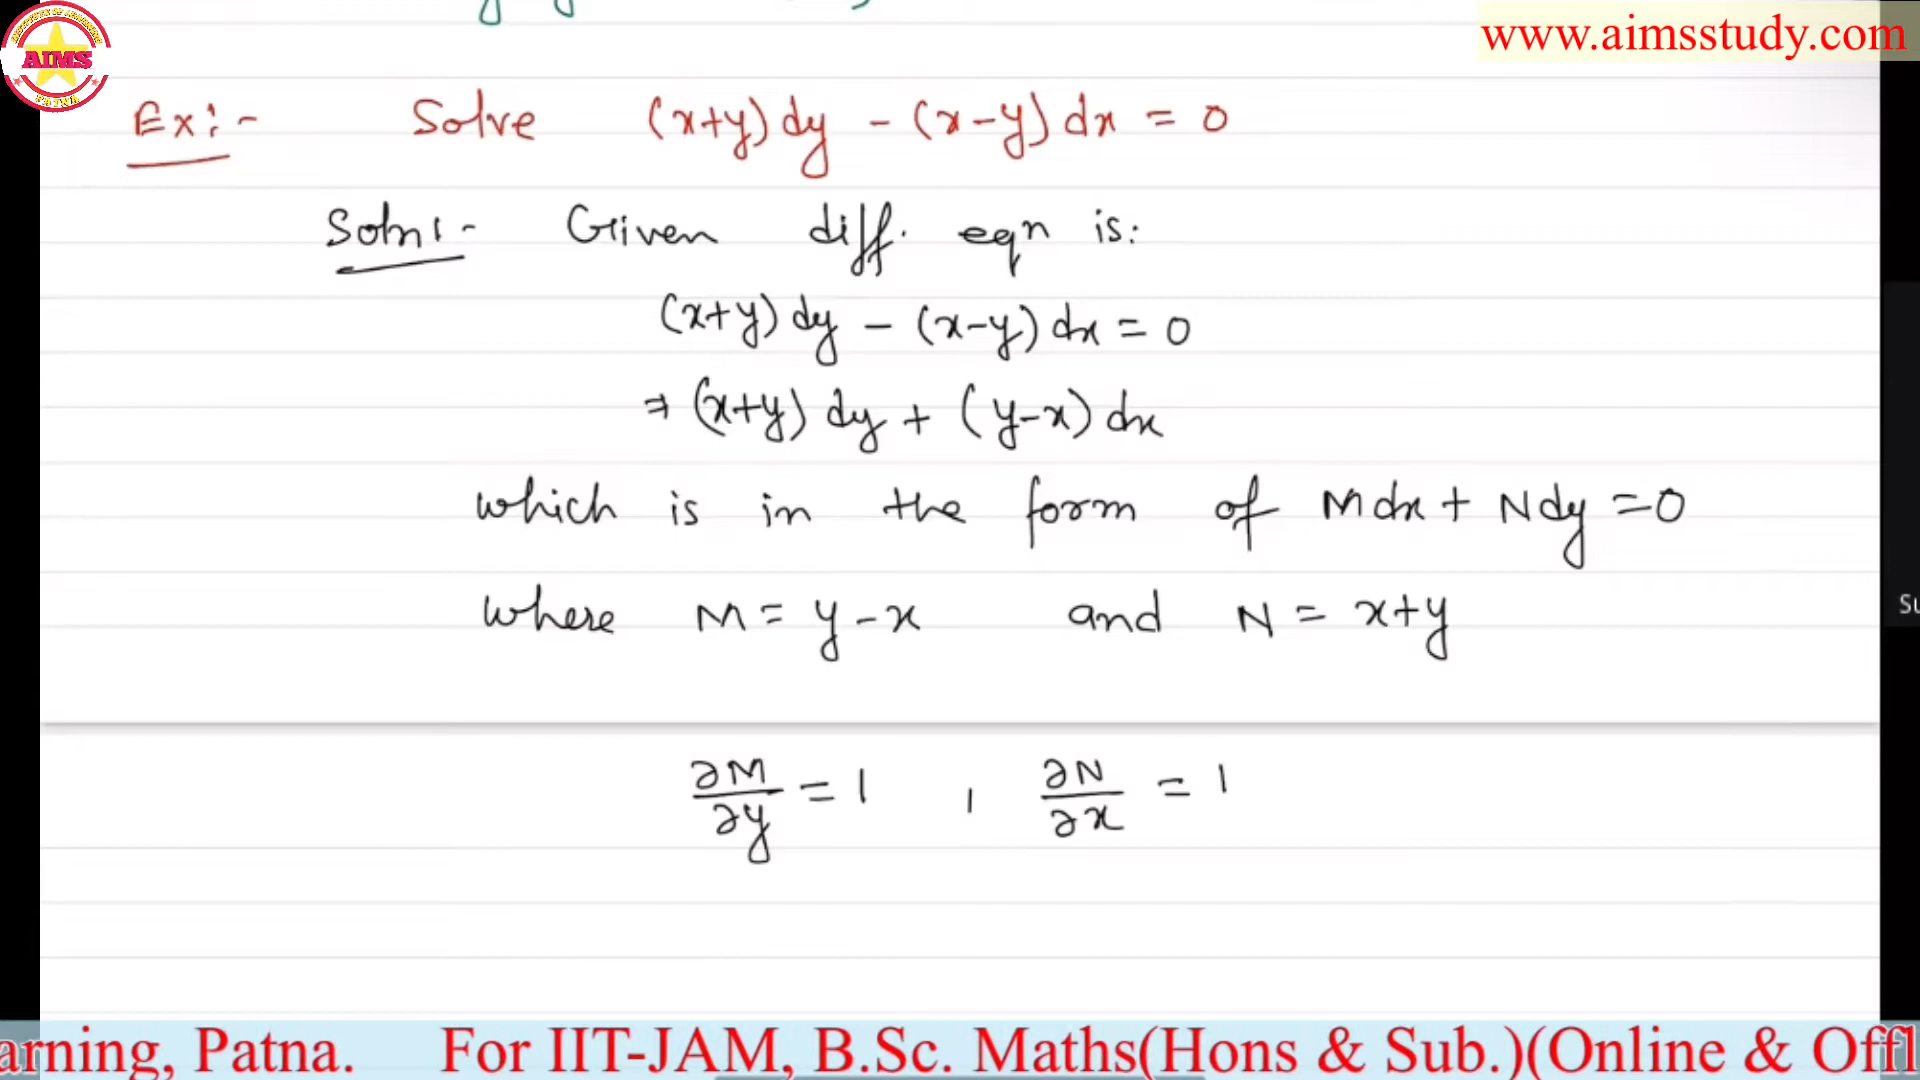 www.aimsstudy.com
AIMS
PATNA
Ex:- Solve (x+y) dy - (x-y) dx = 0
Soln:- Given diff. eqn is:
(x+y) dy - (x-y) dx = 0
⇒ (x+y) dy + (y-x) dx
which is in the form of Mdx + Ndy = 0
where M = y-x and N = x+y
Su
∂M/∂y = 1 , ∂N/∂x = 1
arning, Patna. For IIT-JAM, B.Sc. Maths(Hons & Sub.)(Online & Offl